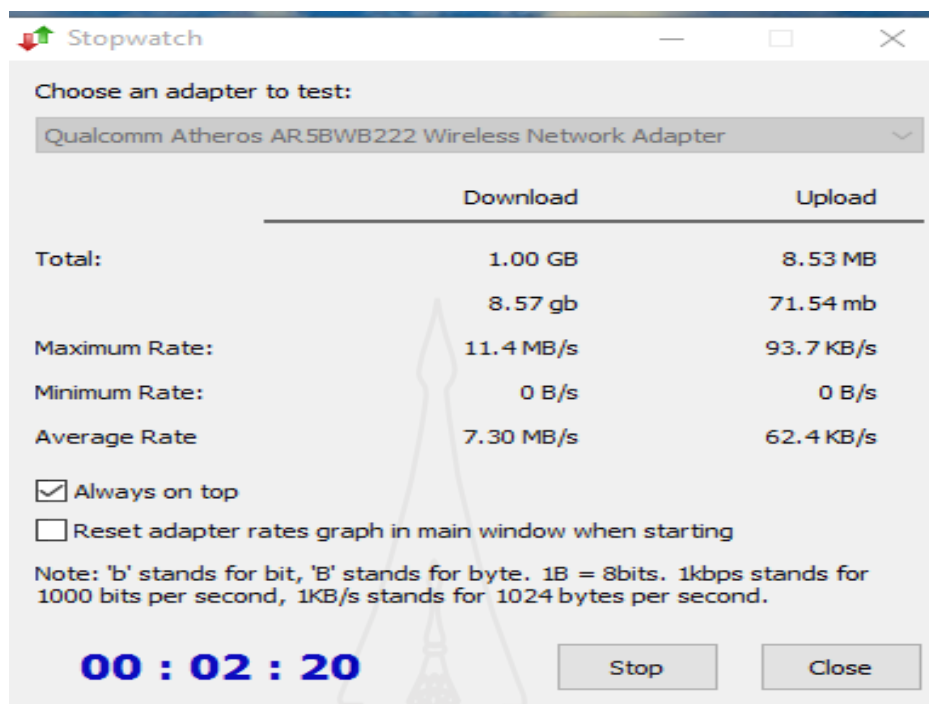 Stopwatch
Choose an adapter to test:
Qualcomm Atheros AR5BWB222 Wireless Network Adapter
Download Upload
Total: 1.00 GB 8.53 MB
8.57 gb 71.54 mb
Maximum Rate: 11.4 MB/s 93.7 KB/s
Minimum Rate: 0 B/s 0 B/s
Average Rate 7.30 MB/s 62.4 KB/s
Always on top
Reset adapter rates graph in main window when starting
Note: 'b' stands for bit, 'B' stands for byte. 1B = 8bits. 1kbps stands for
1000 bits per second, 1KB/s stands for 1024 bytes per second.
00 : 02 : 20 Stop Close